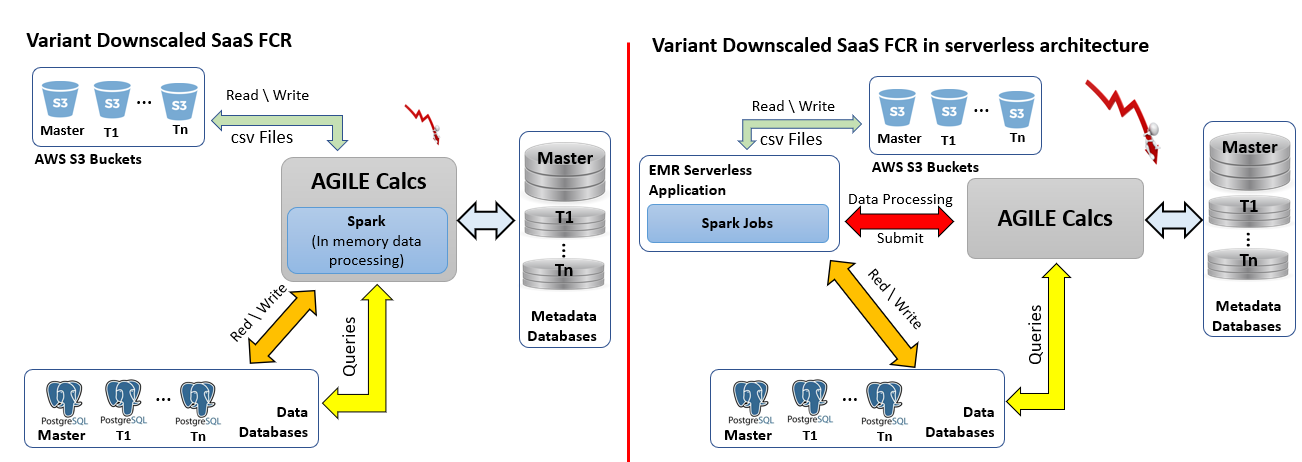 Variant Downscaled SaaS FCR
S3
S3
...
S3
Master
T1
Tn
AWS S3 Buckets
Read \ Write
csv Files
AGILE Calcs
Spark
(In memory data
processing)
Master
T1
Tn
Metadata
Databases
Red \ Write
Queries
PostgreSQL
PostgreSQL
...
PostgreSQL
Master
T1
Tn
Data
Databases
Variant Downscaled SaaS FCR in serverless architecture
Read \ Write
csv Files
S3
S3
...
S3
Master
T1
Tn
AWS S3 Buckets
EMR Serverless
Application
Spark Jobs
Data Processing
Submit
AGILE Calcs
Master
T1
Tn
Metadata
Databases
Red \ Write
Queries
PostgreSQL
PostgreSQL
...
PostgreSQL
Master
T1
Tn
Data
Databases